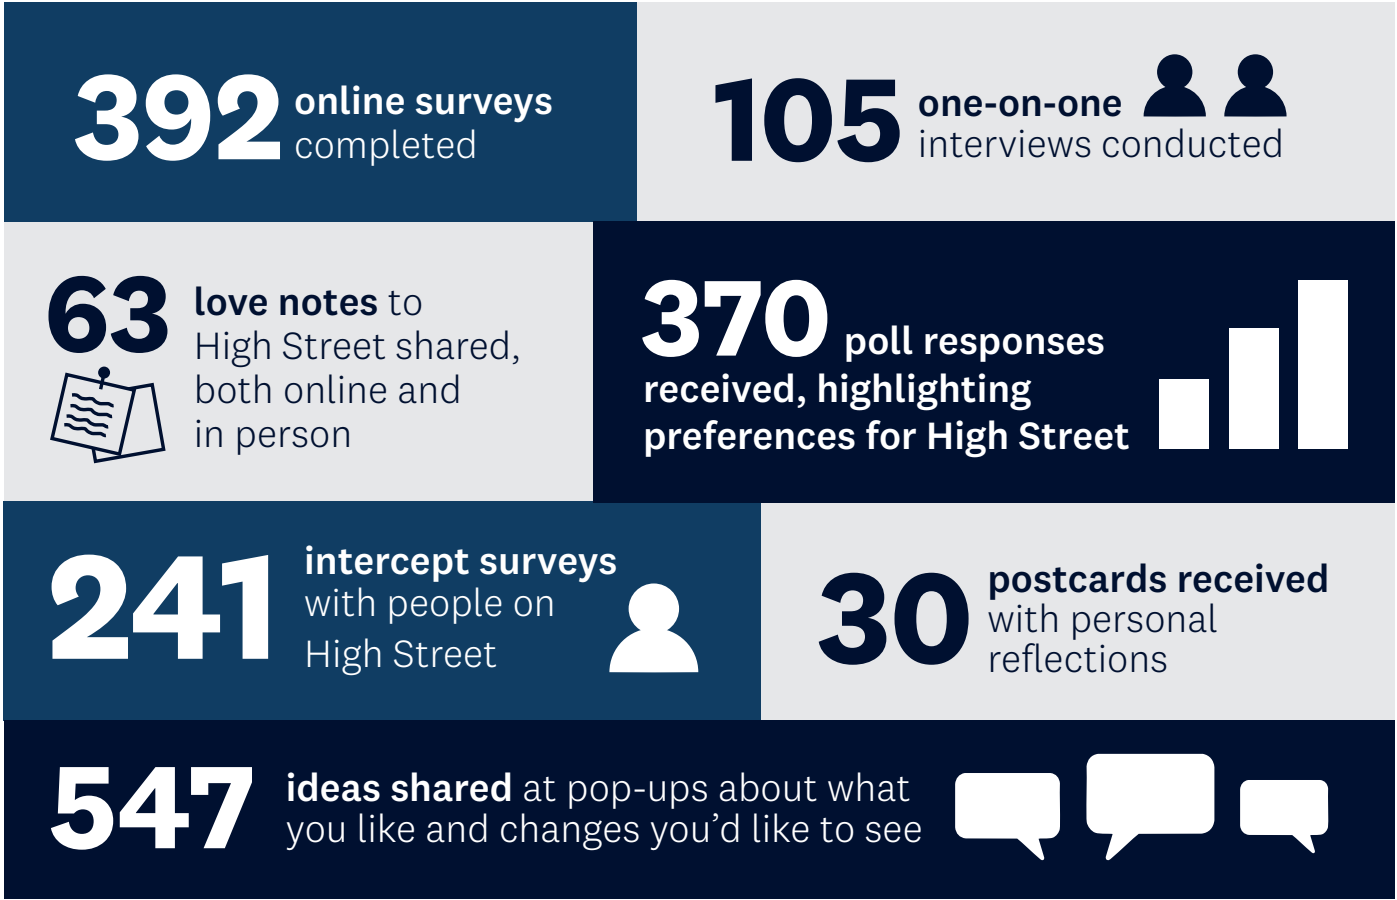 392 online surveys
completed
105 one-on-one
interviews conducted
63 love notes to
High Street shared,
both online and
in person
370 poll responses
received, highlighting
preferences for High Street
241 intercept surveys
with people on
High Street
30 postcards received
with personal
reflections
547 ideas shared at pop-ups about what
you like and changes you’d like to see